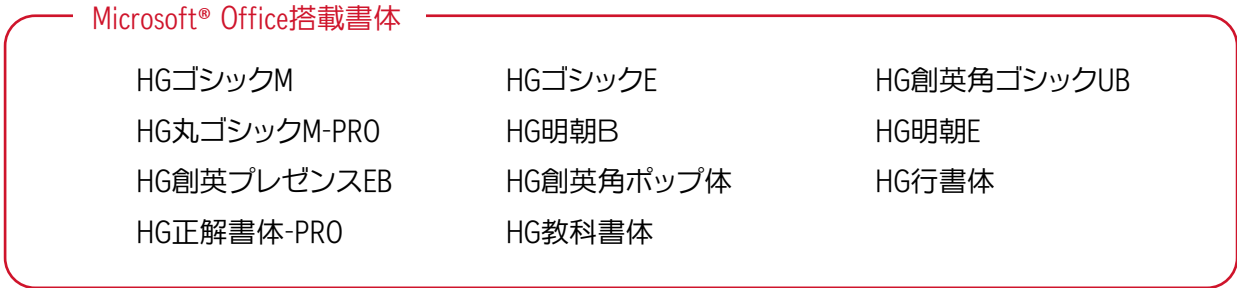 Microsoft® Office搭載書体
HGゴシックM HGゴシックE HG創英角ゴシックUB
HG丸ゴシックM-PRO HG明朝B HG明朝E
HG創英プレゼンスEB HG創英角ポップ体 HG行書体
HG正解書体-PRO HG教科書体